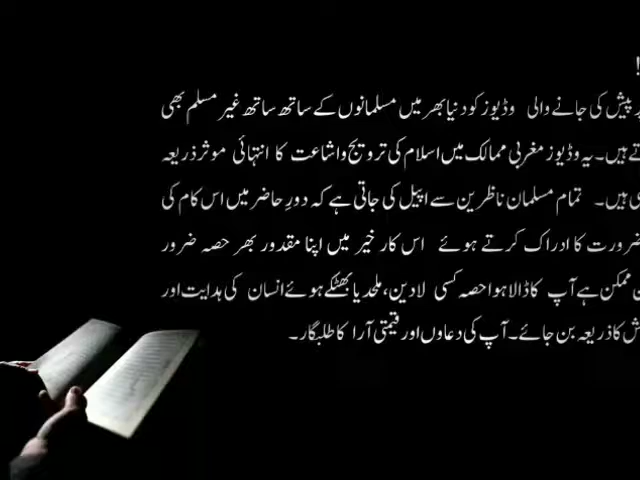 !
پیش کی جانے والی وڈیوز کو دنیا بھر میں مسلمانوں کے ساتھ ساتھ غیر مسلم بھی
تے ہیں۔ یہ وڈیوز مغربی ممالک میں اسلام کی ترویج واشاعت کا انتہائی موثر ذریعہ
ی ہیں۔ تمام مسلمان ناظرین سے اپیل کی جاتی ہے کہ دورِ حاضر میں اس کام کی
ضرورت کا ادراک کرتے ہوئے اس کار خیر میں اپنا مقدور بھر حصہ ضرور
ممکن ہے آپ کا ڈالا ہوا حصہ کسی لادین، ملحد یا بھٹکے ہوئے انسان کی ہدایت اور
ش کا ذریعہ بن جائے۔ آپ کی دعاوں اور قیمتی آرا کا طلبگار۔